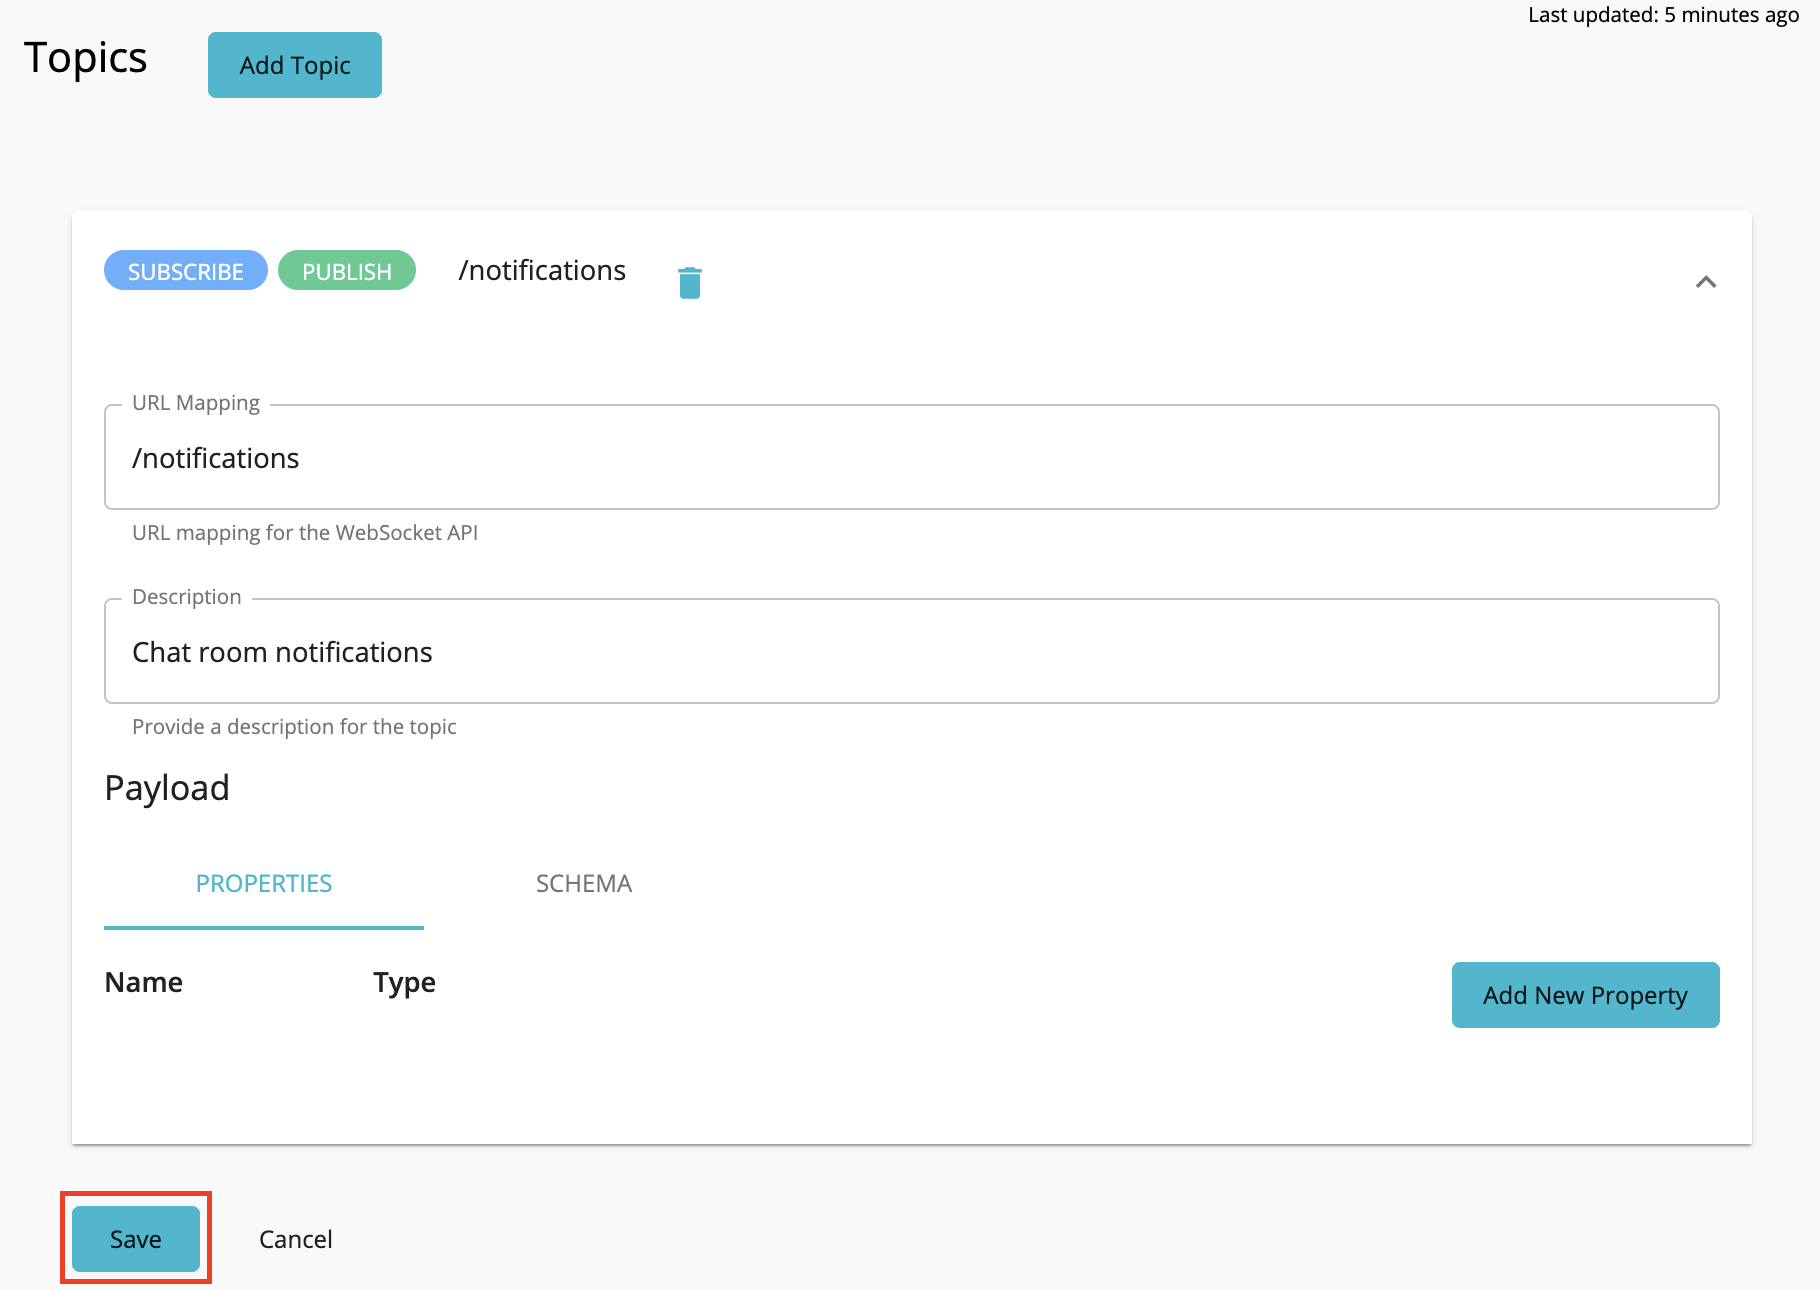 Last updated: 5 minutes ago
Topics
Add Topic
SUBSCRIBE PUBLISH /notifications
URL Mapping
/notifications
URL mapping for the WebSocket API
Description
Chat room notifications
Provide a description for the topic
Payload
PROPERTIES SCHEMA
Name Type
Add New Property
Save Cancel